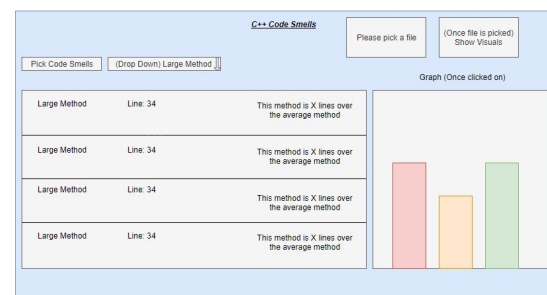 C++ Code Smells
Please pick a file
(Once file is picked)
Show Visuals
Pick Code Smells
(Drop Down) Large Method
Graph (Once clicked on)
Large Method
Line: 34
This method is X lines over
the average method
Large Method
Line: 34
This method is X lines over
the average method
Large Method
Line: 34
This method is X lines over
the average method
Large Method
Line: 34
This method is X lines over
the average method